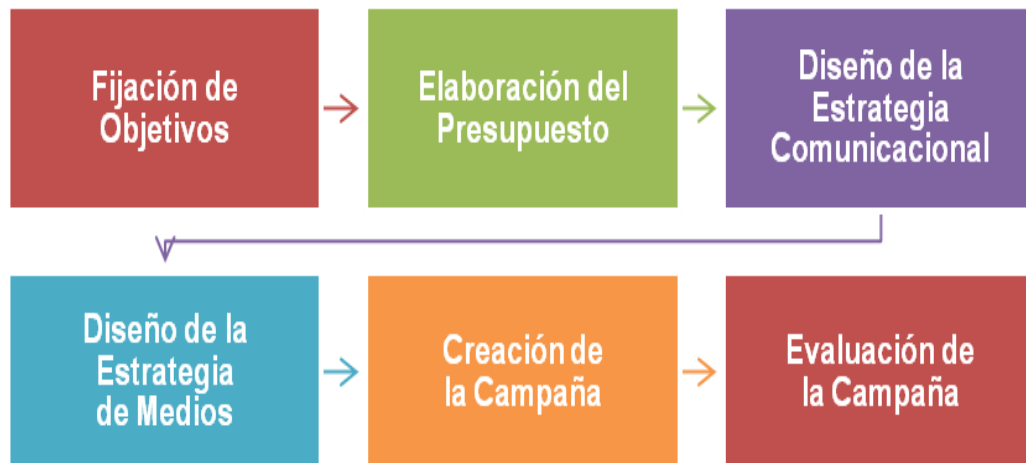 Fijación de
Objetivos
Elaboración del
Presupuesto
Diseño de la
Estrategia
Comunicacional
Diseño de la
Estrategia
de Medios
Creación de
la Campaña
Evaluación de
la Campaña